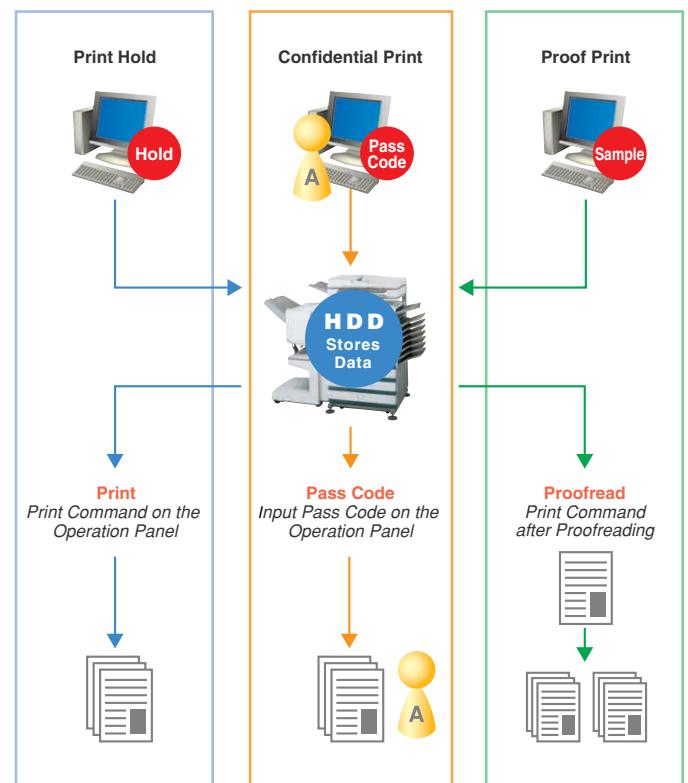 Print Hold
Hold
Confidential Print
A
Pass
Code
Proof Print
Sample
HDD
Stores
Data
Print
Print Command on the
Operation Panel
Pass Code
Input Pass Code on the
Operation Panel
A
Proofread
Print Command
after Proofreading